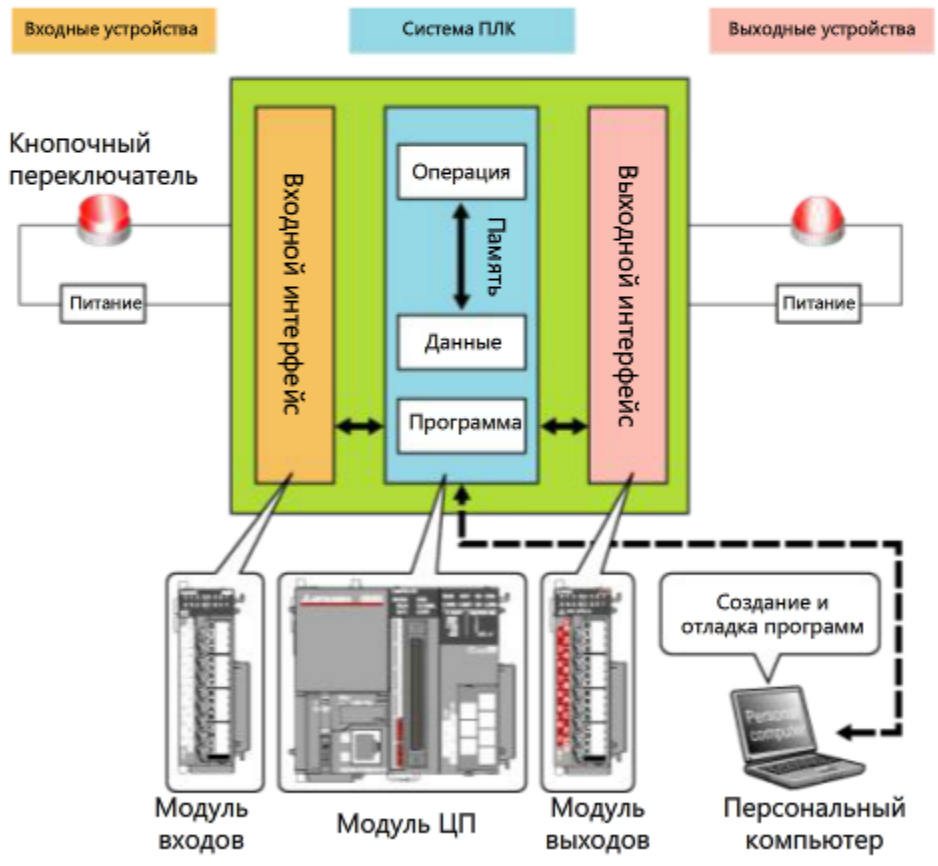 Входные устройства
Система ПЛК
Выходные устройства
Кнопочный
переключатель
Питание
Входной интерфейс
Операция
Память
Данные
Программа
Выходной интерфейс
Питание
Создание и
отладка программ
Personal
computer
Модуль
входов
Модуль ЦП
Модуль
выходов
Персональный
компьютер